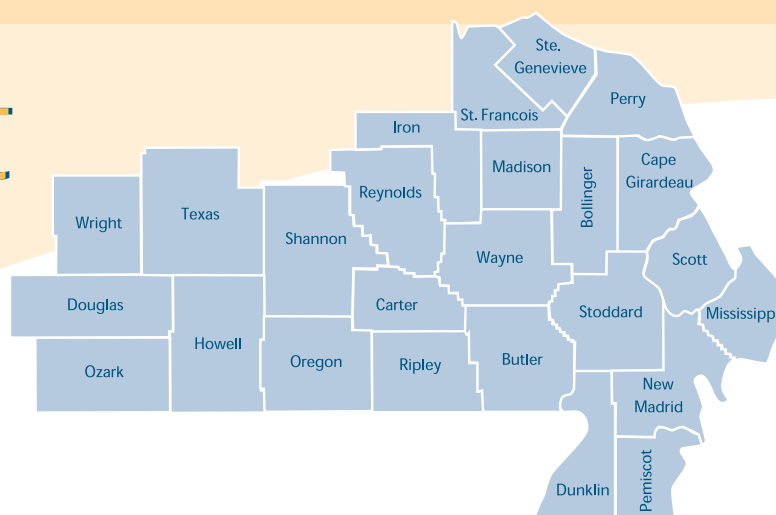 Ste.
Genevieve
Perry
St. Francois
Iron
Madison
Cape
Girardeau
Bollinger
Reynolds
Texas
Wright
Shannon
Wayne
Scott
Douglas
Carter
Stoddard
Mississipp
Howell
Ozark
Oregon
Ripley
Butler
New
Madrid
Dunklin
Pemiscot